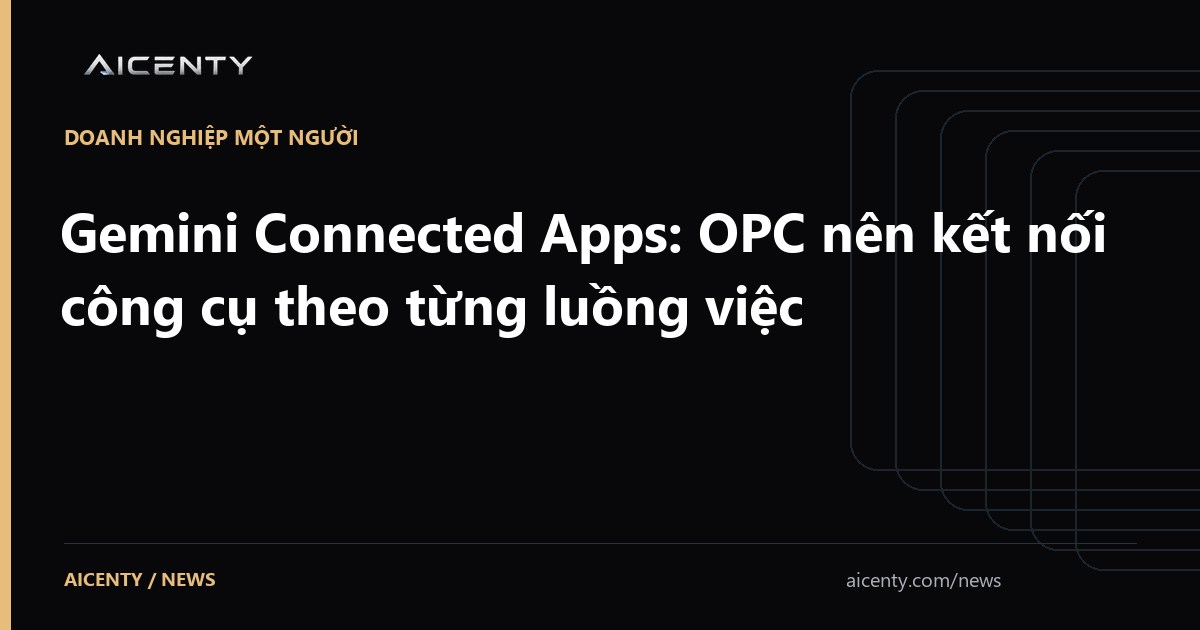 AICENTY
DOANH NGHIỆP MỘT NGƯỜI
Gemini Connected Apps: OPC nên kết nối
công cụ theo từng luồng việc
AICENTY / NEWS
aicenty.com/news